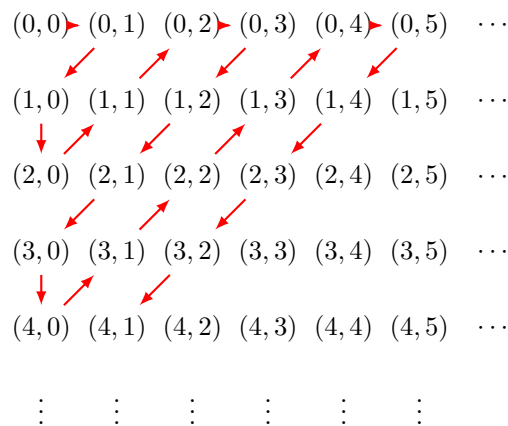 (0, 0) (0, 1) (0, 2) (0, 3) (0, 4) (0, 5) ⋯
(1, 0) (1, 1) (1, 2) (1, 3) (1, 4) (1, 5) ⋯
(2, 0) (2, 1) (2, 2) (2, 3) (2, 4) (2, 5) ⋯
(3, 0) (3, 1) (3, 2) (3, 3) (3, 4) (3, 5) ⋯
(4, 0) (4, 1) (4, 2) (4, 3) (4, 4) (4, 5) ⋯
⋮ ⋮ ⋮ ⋮ ⋮ ⋮